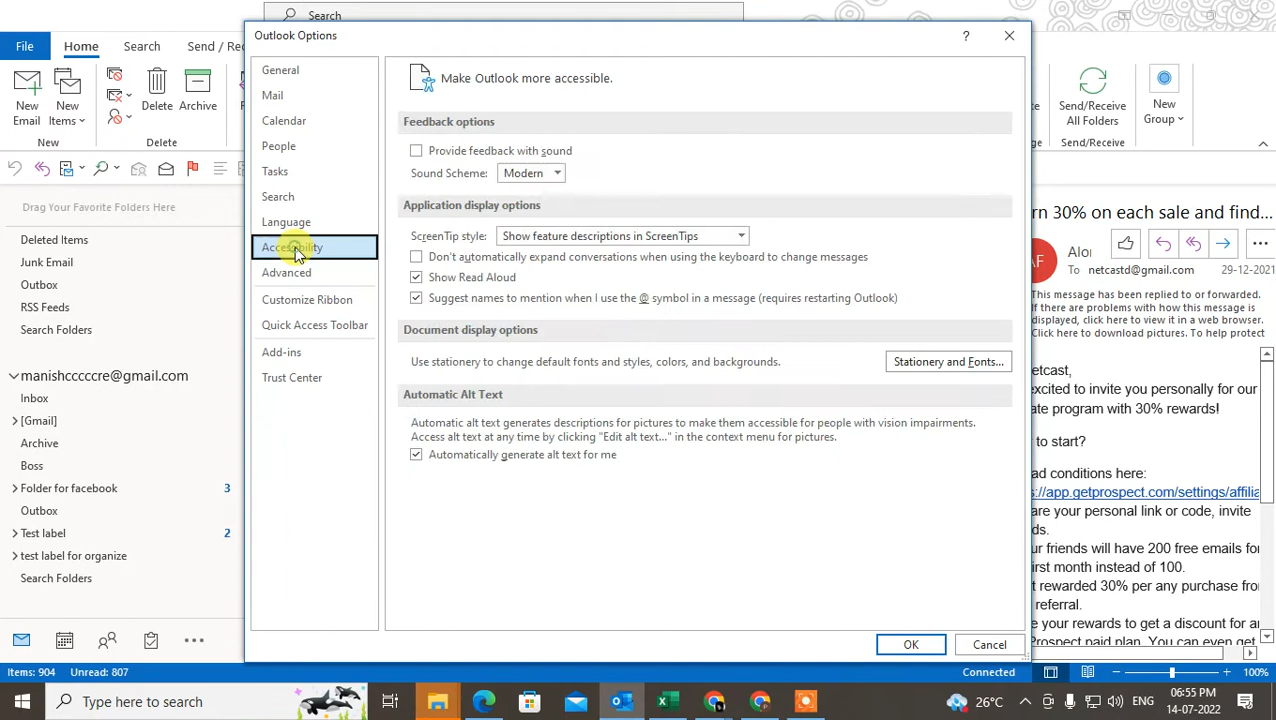 Search
Outlook Options
File
Home
Search
Send / Rec
New
Email
New
Items
Delete
Archive
Send/Receive
All Folders
New
Group
New
Delete
ge
Send/Receive
General
Mail
Calendar
People
Tasks
Search
Language
Accessibility
Advanced
Customize Ribbon
Quick Access Toolbar
Add-ins
Trust Center
Make Outlook more accessible.
Feedback options
Provide feedback with sound
Sound Scheme: Modern
Application display options
ScreenTip style: Show feature descriptions in ScreenTips
Don't automatically expand conversations when using the keyboard to change messages
Show Read Aloud
Suggest names to mention when I use the @ symbol in a message (requires restarting Outlook)
Document display options
Use stationery to change default fonts and styles, colors, and backgrounds.
Stationery and Fonts...
Automatic Alt Text
Automatic alt text generates descriptions for pictures to make them accessible for people with vision impairments.
Access alt text at any time by clicking "Edit alt text..." in the context menu for pictures.
Automatically generate alt text for me
OK
Cancel
Drag Your Favorite Folders Here
Deleted Items
Junk Email
Outbox
RSS Feeds
Search Folders
manishcccccre@gmail.com
Inbox
[Gmail]
Archive
Boss
Folder for facebook 3
Outbox
Test label 2
test label for organize
Search Folders
rn 30% on each sale and find...
AF
Alo
To netcastd@gmail.com
29-12-2021
This message has been replied to or forwarded.
If there are problems with how this message is
displayed, click here to view it in a web browser.
Click here to download pictures. To help protect
etcast,
excited to invite you personally for our
ate program with 30% rewards!
to start?
ad conditions here:
s://app.getprospect.com/settings/affilia
are your personal link or code, invite
ds.
ur friends will have 200 free emails for
first month instead of 100.
t rewarded 30% per any purchase from
referral.
e your rewards to get a discount for an
Prospect paid plan. You can even get
Items: 904 Unread: 807
Connected
100%
Type here to search
26°C
ENG
06:55 PM
14-07-2022